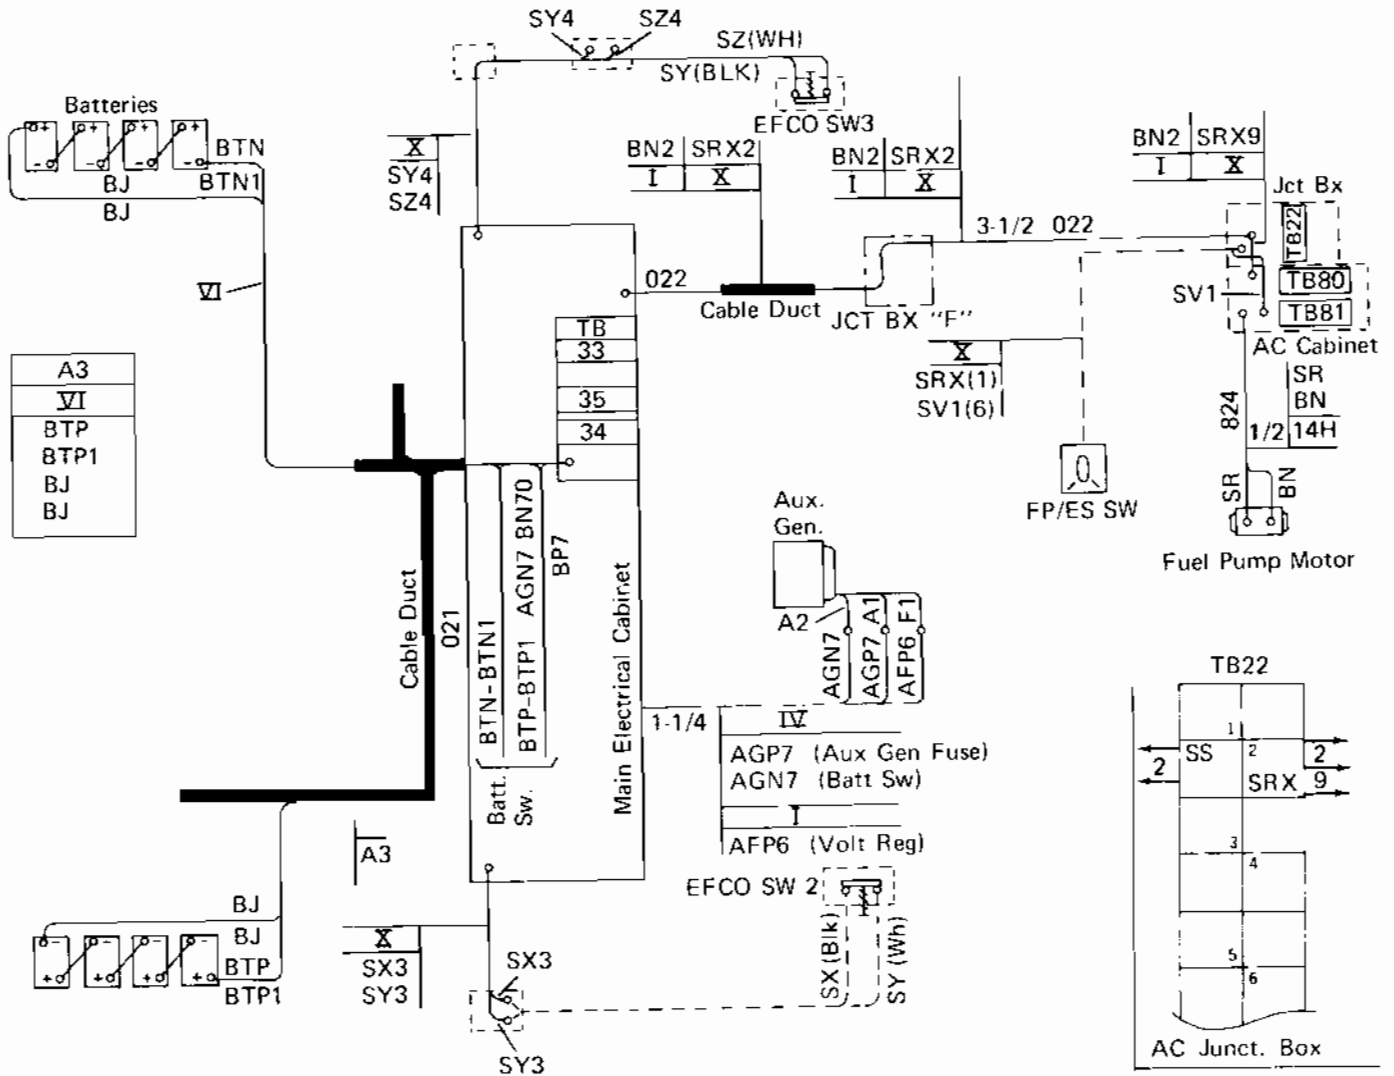 SY4
SZ4
SZ(WH)
SY(BLK)
EFCO SW3
Batteries
BTN
BTN1
BJ
BJ
VI
X
SY4
SZ4
BN2 SRX2
I X
BN2 SRX2
I X
BN2 SRX9
I X
Jct Bx
TB22
3-1/2 022
022
Cable Duct
JCT BX "F"
SV1
TB80
TB81
AC Cabinet
X
SRX(1)
SV1(6)
SR
BN
1/2 14H
824
SR
BN
Fuel Pump Motor
0
FP/ES SW
TB
33
35
34
A3
VI
BTP
BTP1
BJ
BJ
Cable Duct
021
BTN-BTN1
BTP-BTP1 AGN7 BN70
BP7
Batt.
Sw.
Main Electrical Cabinet
Aux.
Gen.
A2
AGN7
AGP7 A1
AFP6 F1
1-1/4
IV
AGP7 (Aux Gen Fuse)
AGN7 (Batt Sw)
I
AFP6 (Volt Reg)
EFCO SW 2
SX (Blk)
SY (Wh)
A3
BJ
BJ
BTP
BTP1
X
SX3
SY3
SX3
SY3
TB22
1
2
SS
2
2
SRX 9
3
4
5
6
AC Junct. Box